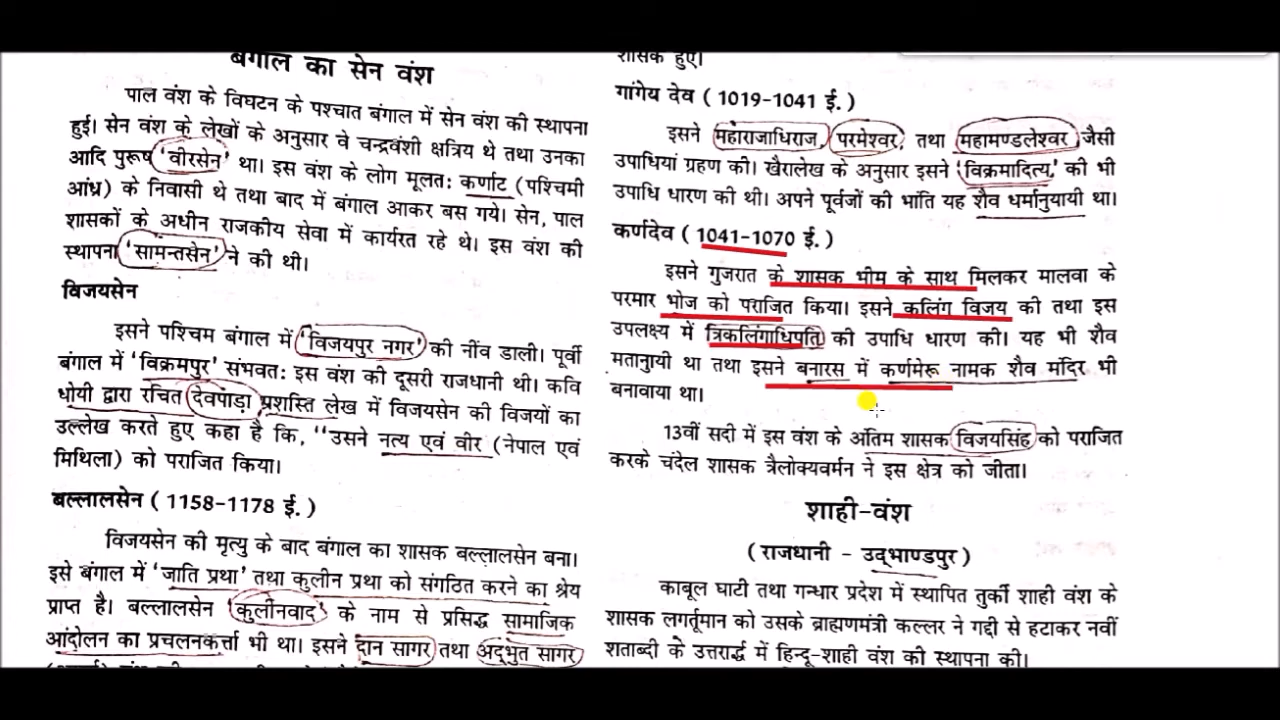 बंगाल का सेन वंश
पाल वंश के विघटन के पश्चात बंगाल में सेन वंश की स्थापना
हुई। सेन वंश के लेखों के अनुसार वे चन्द्रवंशी क्षत्रिय थे तथा उनका
आदि पुरूष 'वीरसेन' था। इस वंश के लोग मूलत: कर्णाट (पश्चिमी
आंध्र) के निवासी थे तथा बाद में बंगाल आकर बस गये। सेन, पाल
शासकों के अधीन राजकीय सेवा में कार्यरत रहे थे। इस वंश की
स्थापना 'सामन्तसेन' ने की थी।
विजयसेन
इसने पश्चिम बंगाल में 'विजयपुर नगर' की नींव डाली। पूर्वी
बंगाल में 'विक्रमपुर' संभवत: इस वंश की दूसरी राजधानी थी। कवि
धोयी द्वारा रचित देवपाड़ा प्रशस्ति लेख में विजयसेन की विजयों का
उल्लेख करते हुए कहा है कि, ''उसने नत्य एवं वीर (नेपाल एवं
मिथिला) को पराजित किया।
बल्लालसेन (1158-1178 ई.)
विजयसेन की मृत्यु के बाद बंगाल का शासक बल्लालसेन बना।
इसे बंगाल में 'जाति प्रथा' तथा कुलीन प्रथा को संगठित करने का श्रेय
प्राप्त है। बल्लालसेन 'कुलीनवाद' के नाम से प्रसिद्ध सामाजिक
आंदोलन का प्रचलनकर्त्ता भी था। इसने दान सागर तथा अद्भुत सागर
शासक हुए।
गांगेय देव (1019-1041 ई.)
इसने महाराजाधिराज, परमेश्वर, तथा महामण्डलेश्वर जैसी
उपाधियां ग्रहण की। खैरालेख के अनुसार इसने 'विक्रमादित्य' की भी
उपाधि धारण की थी। अपने पूर्वजों की भांति यह शैव धर्मानुयायी था।
कर्णदेव (1041-1070 ई.)
इसने गुजरात के शासक भीम के साथ मिलकर मालवा के
परमार भोज को पराजित किया। इसने कलिंग विजय की तथा इस
उपलक्ष्य में त्रिकलिंगाधिपति की उपाधि धारण की। यह भी शैव
मतानुायी था तथा इसने बनारस में कर्णमेरू नामक शैव मंदिर भी
बनावाया था।
13वीं सदी में इस वंश के अंतिम शासक विजयसिंह को पराजित
करके चंदेल शासक त्रैलोक्यवर्मन ने इस क्षेत्र को जीता।
शाही-वंश
(राजधानी - उद्भाण्डपुर)
काबूल घाटी तथा गन्धार प्रदेश में स्थापित तुर्की शाही वंश के
शासक लगर्तूमान को उसके ब्राह्मणमंत्री कल्लर ने गद्दी से हटाकर नवीं
शताब्दी के उत्तरार्द्ध में हिन्दू-शाही वंश की स्थापना की।